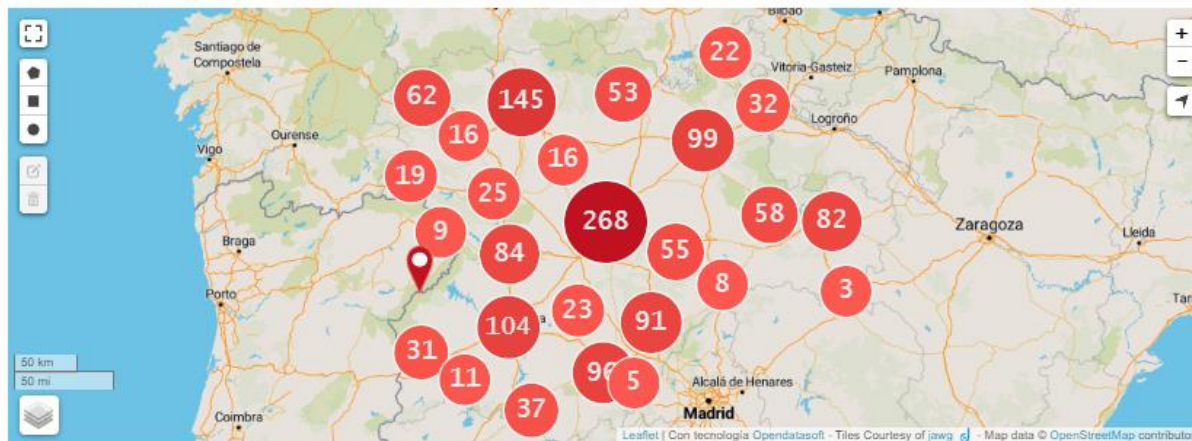 Bilbao
+
Santiago de
Compostela
22
Vitoria-Gasteiz
Pamplona
−
62
145
53
32
Logroño
Ourense
16
99
Vigo
16
19
25
58
82
268
Zaragoza
Lleida
Braga
9
84
55
8
3
Porto
23
104
91
31
11
96
5
Alcalá de Henares
37
Madrid
50 km
50 mi
Coimbra
Leaflet | Con tecnología Opendatasoft - Tiles Courtesy of jawg - Map data © OpenStreetMap contributo